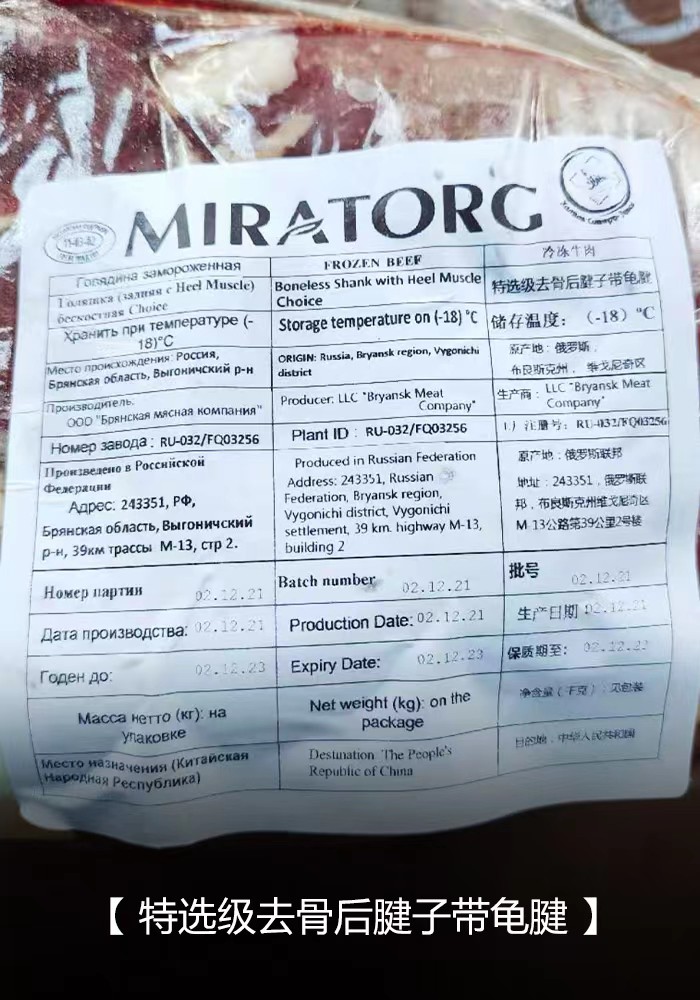 MIRATORG
11-03-02
Говядина замороженная
Голяшка (задняя с Heel Muscle)
бескостная Choice
Хранить при температуре (-
18)°C
Место происхождения: Россия,
Брянская область, Выгоничский р-н
Производитель:
ООО "Брянская мясная компания"
Номер завода: RU-032/FQ03256
Произведено в Российской
Федерации
Адрес: 243351, РФ,
Брянская область, Выгоничский
р-н, 39км трассы М-13, стр 2.
Номер партии 02.12.21
Дата производства: 02.12.21
Годен до: 02.12.23
Масса нетто (кг): на
упаковке
Место назначения (Китайская
Народная Республика)
FROZEN BEEF
Boneless Shank with Heel Muscle
Choice
Storage temperature on (-18) °C
ORIGIN: Russia, Bryansk region, Vygonichi
district
Producer: LLC "Bryansk Meat
Company"
Plant ID : RU-032/FQ03256
Produced in Russian Federation
Address: 243351, Russian
Federation, Bryansk region,
Vygonichi district, Vygonichi
settlement, 39 km. highway M-13,
building 2
Batch number 02.12.21
Production Date: 02.12.21
Expiry Date: 02.12.23
Net weight (kg): on the
package
Destination The People's
Republic of China
冷冻牛肉
特选级去骨后腱子带龟腱
储存温度：（-18）°C
原产地：俄罗斯，
布良斯克州，维戈尼奇区
生产商：LLC "Bryansk Meat
Company"
注册号：RU-032/FQ03256
原产地：俄罗斯联邦
地址：243351，俄罗斯联
邦，布良斯克州维戈尼奇区
M-13公路第39公里2号楼
批号 02.12.21
生产日期 02.12.21
保质期至： 02.12.23
净含量（千克）：见包装
目的地：中华人民共和国
【 特选级去骨后腱子带龟腱 】